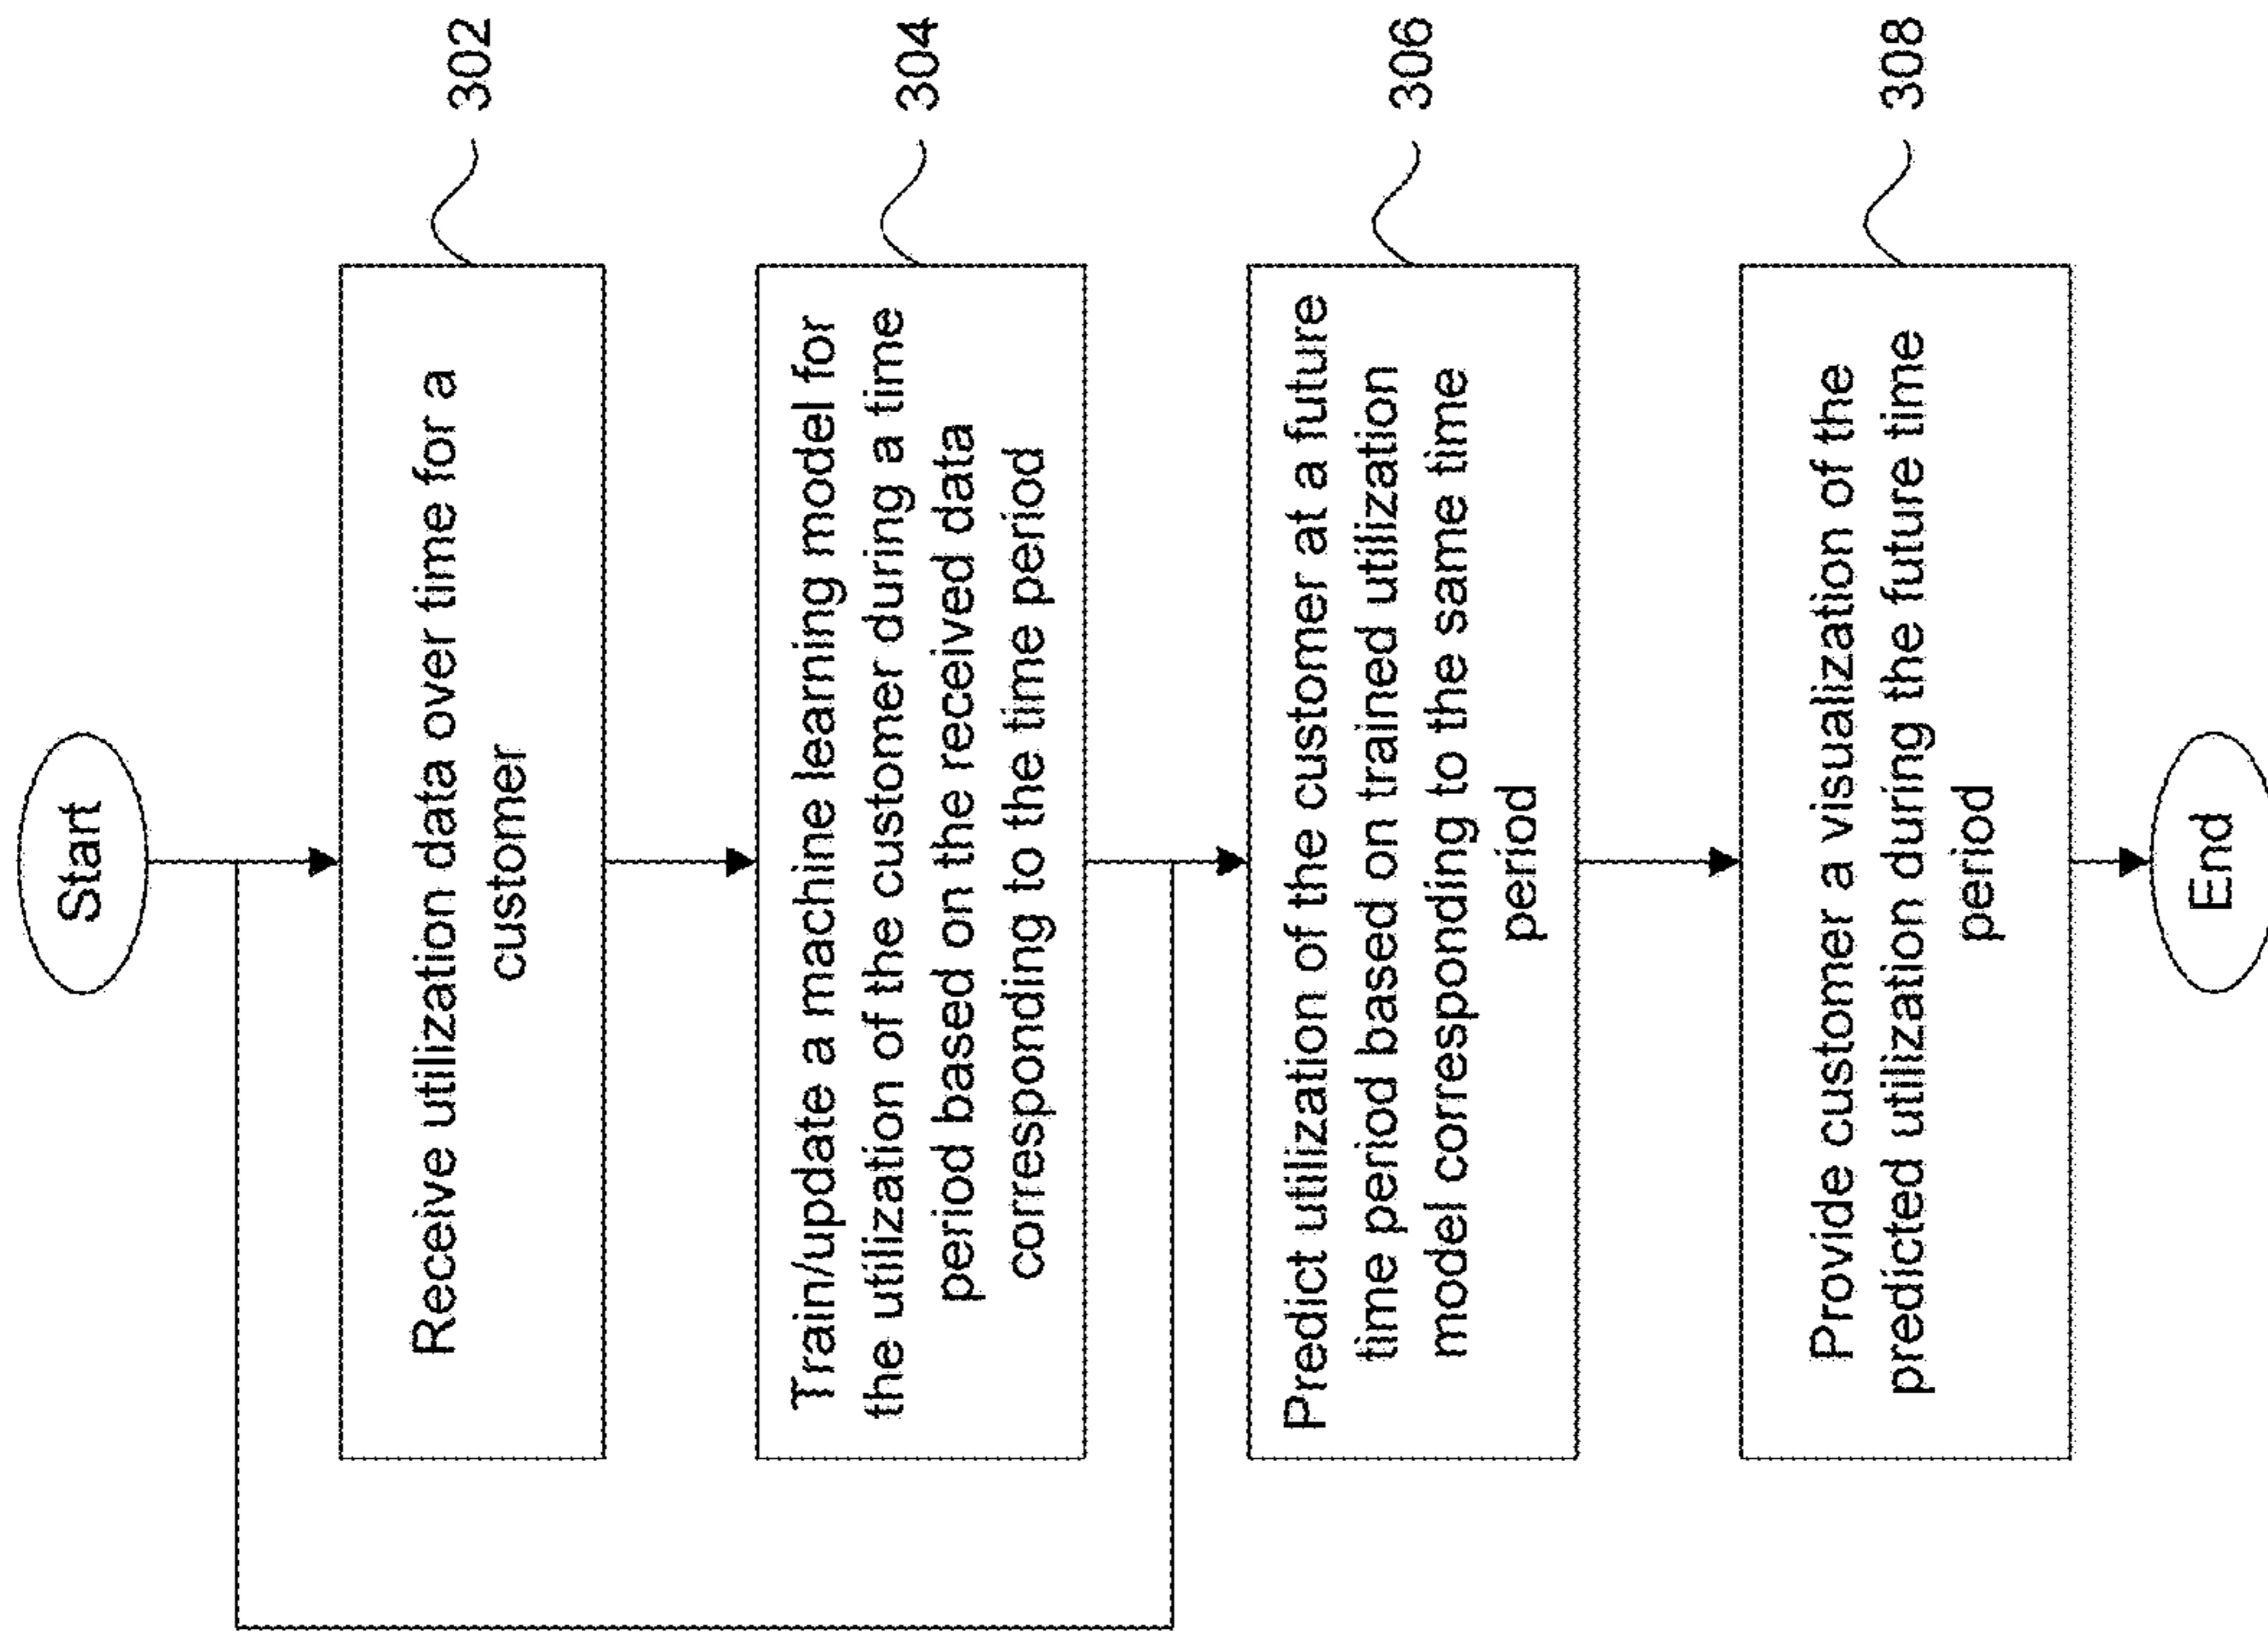 Start
Receive utilization data over time for a
customer
302
Train/update a machine learning model for
the utilization of the customer during a time
period based on the received data
corresponding to the time period
304
Predict utilization of the customer at a future
time period based on trained utilization
model corresponding to the same time
period
306
Provide customer a visualization of the
predicted utilization during the future time
period
308
End